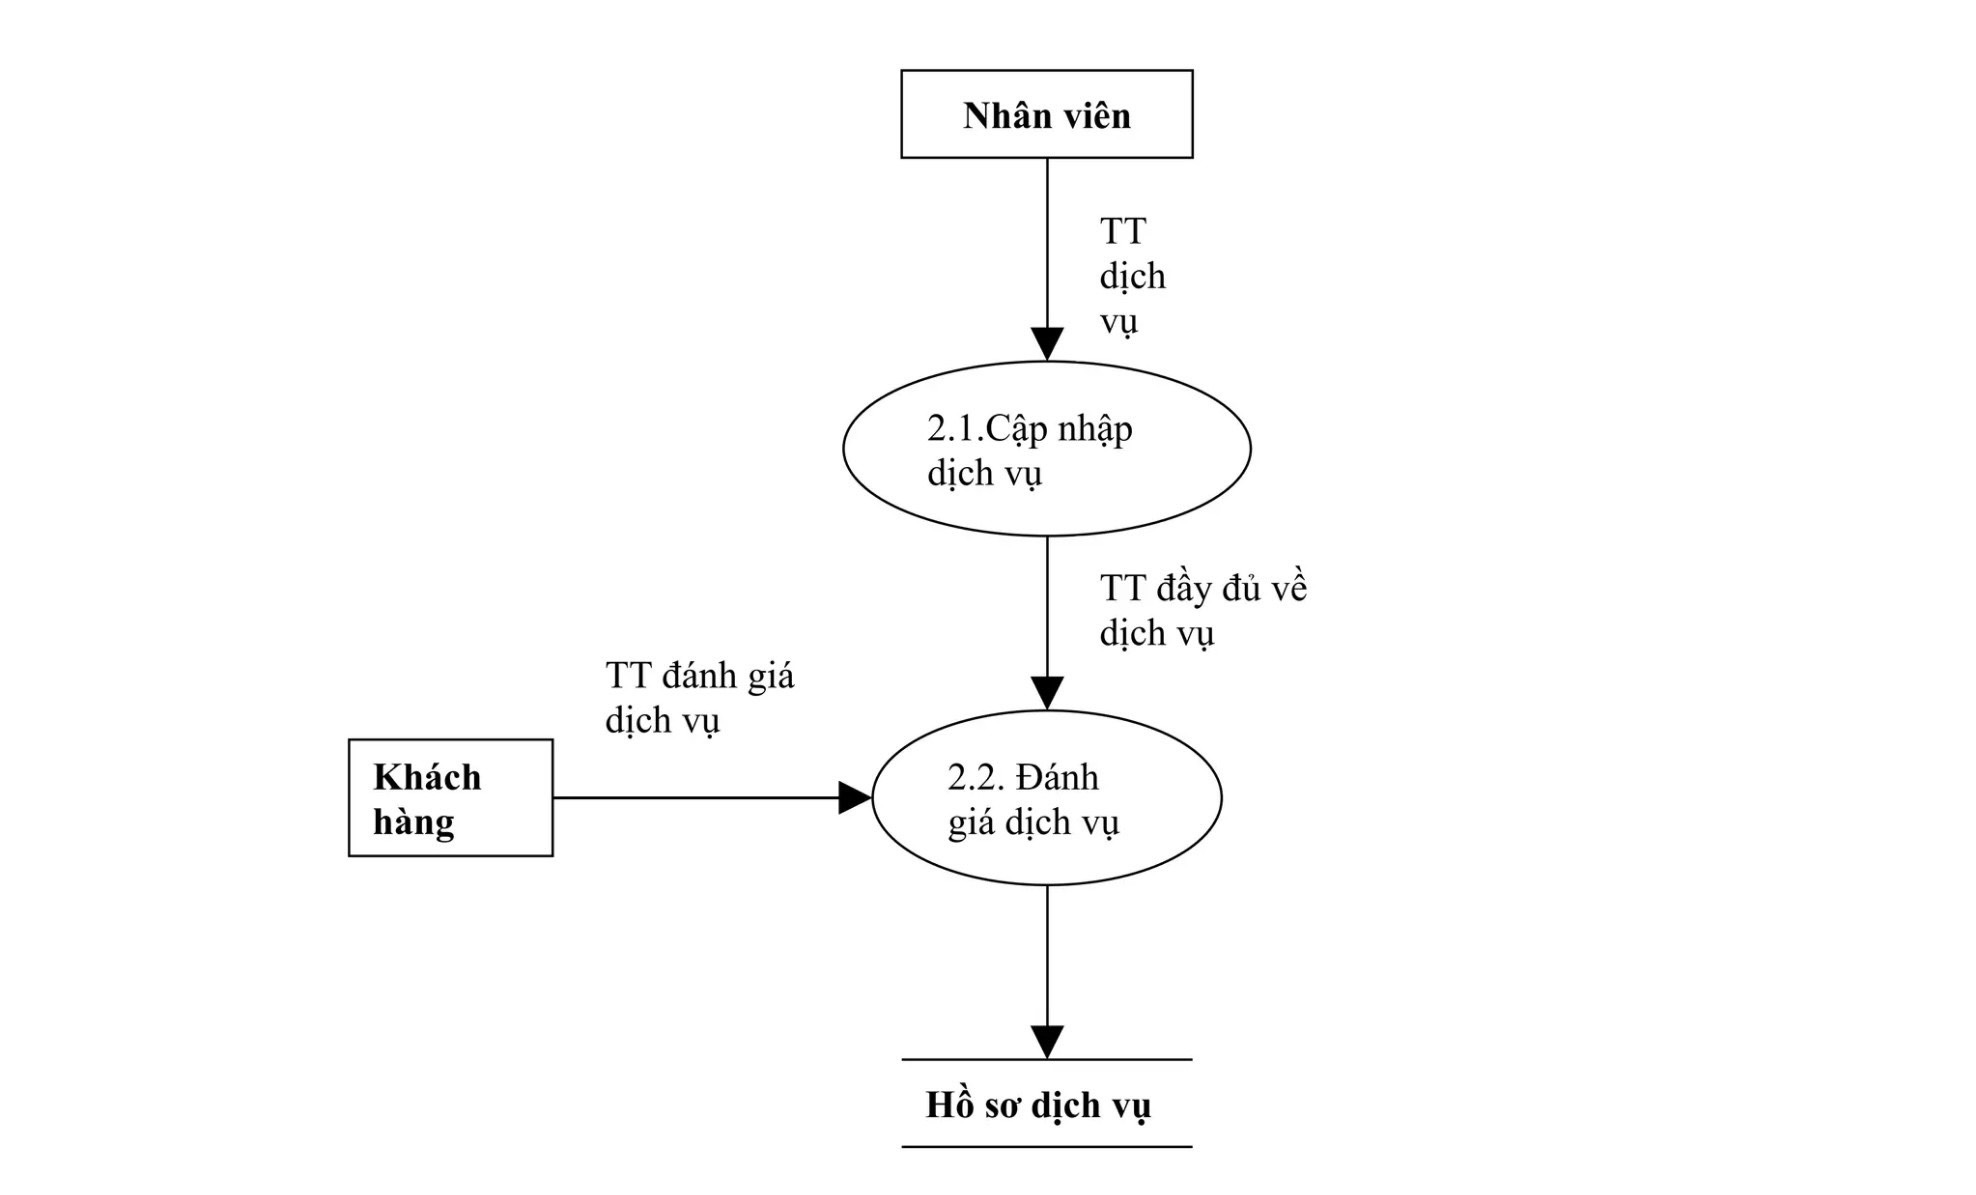 Nhân viên
TT
dịch
vụ
2.1.Cập nhập
dịch vụ
TT đầy đủ về
dịch vụ
TT đánh giá
dịch vụ
Khách
hàng
2.2. Đánh
giá dịch vụ
Hồ sơ dịch vụ